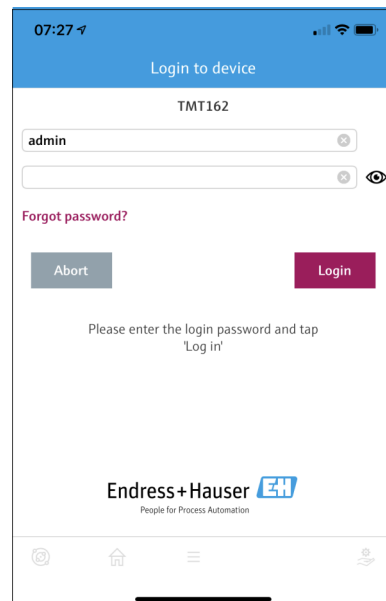 07:27
Login to device
TMT162
admin
Forgot password?
Abort Login
Please enter the login password and tap
'Log in'
Endress+Hauser EH
People for Process Automation